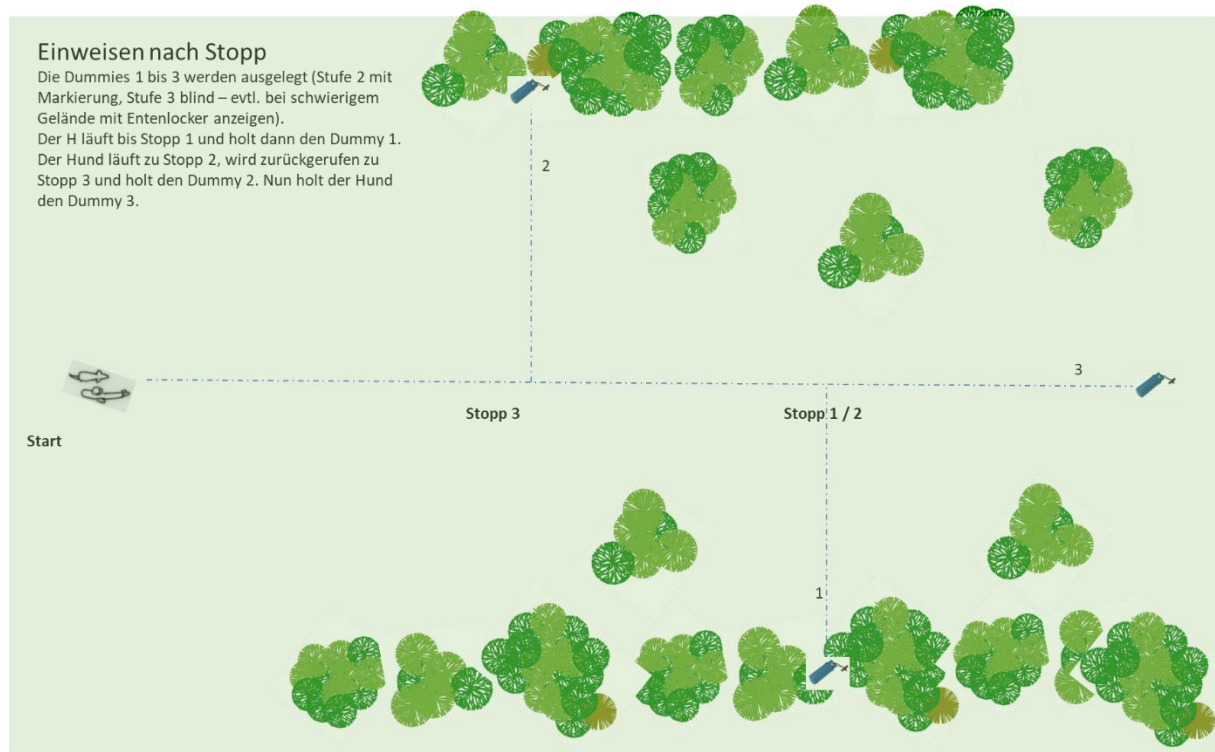 Einweisen nach Stopp
Die Dummies 1 bis 3 werden ausgelegt (Stufe 2 mit
Markierung, Stufe 3 blind – evtl. bei schwierigem
Gelände mit Entenlocker anzeigen).
Der H läuft bis Stopp 1 und holt dann den Dummy 1.
Der Hund läuft zu Stopp 2, wird zurückgerufen zu
Stopp 3 und holt den Dummy 2. Nun holt der Hund
den Dummy 3.
2
3
Stopp 3
Stopp 1 / 2
Start
1